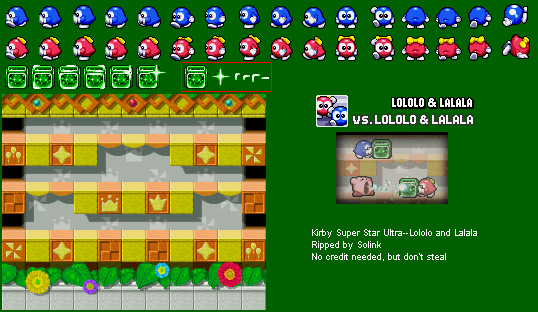 LOLOLO & LALALA
VS. LOLOLO & LALALA
Kirby Super Star Ultra--Lololo and Lalala
Ripped by Solink
No credit needed, but don't steal